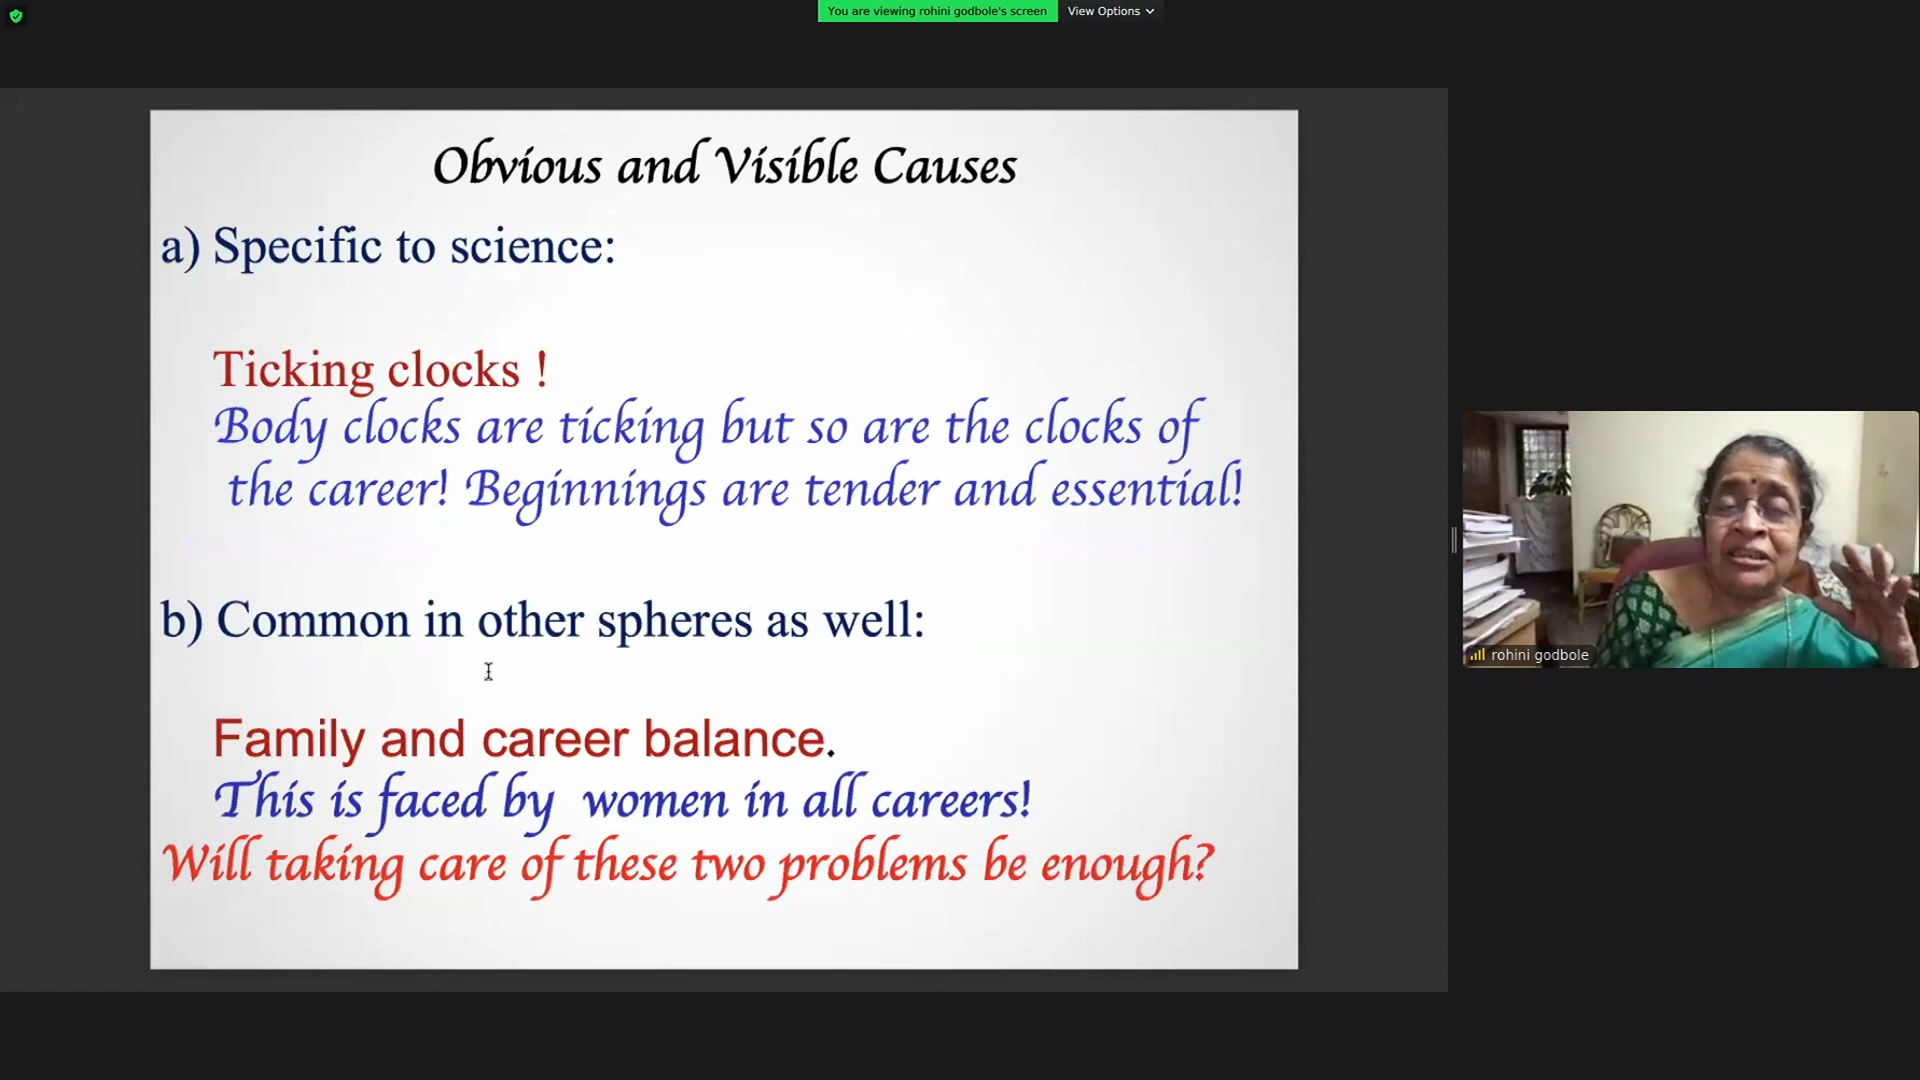 You are viewing rohini godbole's screen
View Options
Obvious and Visible Causes
a) Specific to science:
Ticking clocks !
Body clocks are ticking but so are the clocks of
the career! Beginnings are tender and essential!
b) Common in other spheres as well:
Family and career balance.
This is faced by women in all careers!
Will taking care of these two problems be enough?
rohini godbole